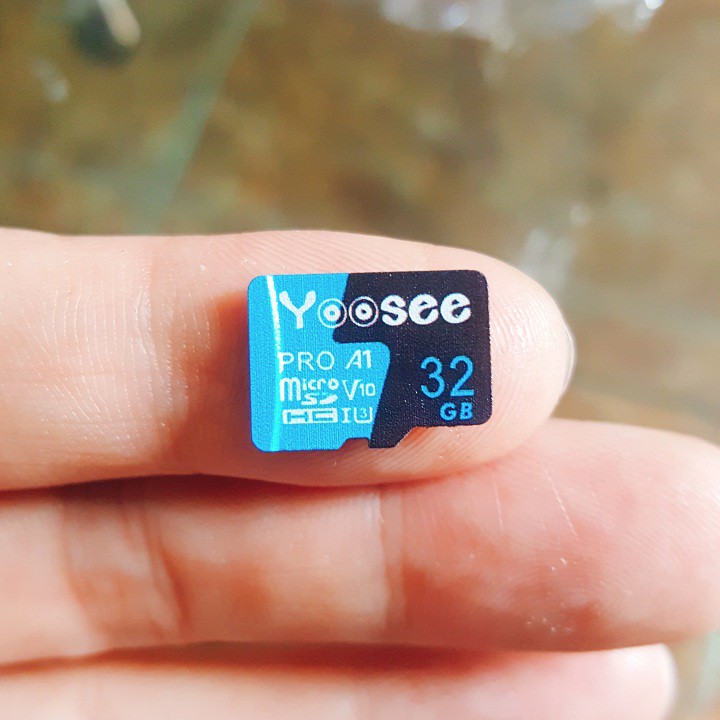 Yoosee
PRO A1
micro SD V10
HC I U3
32
GB